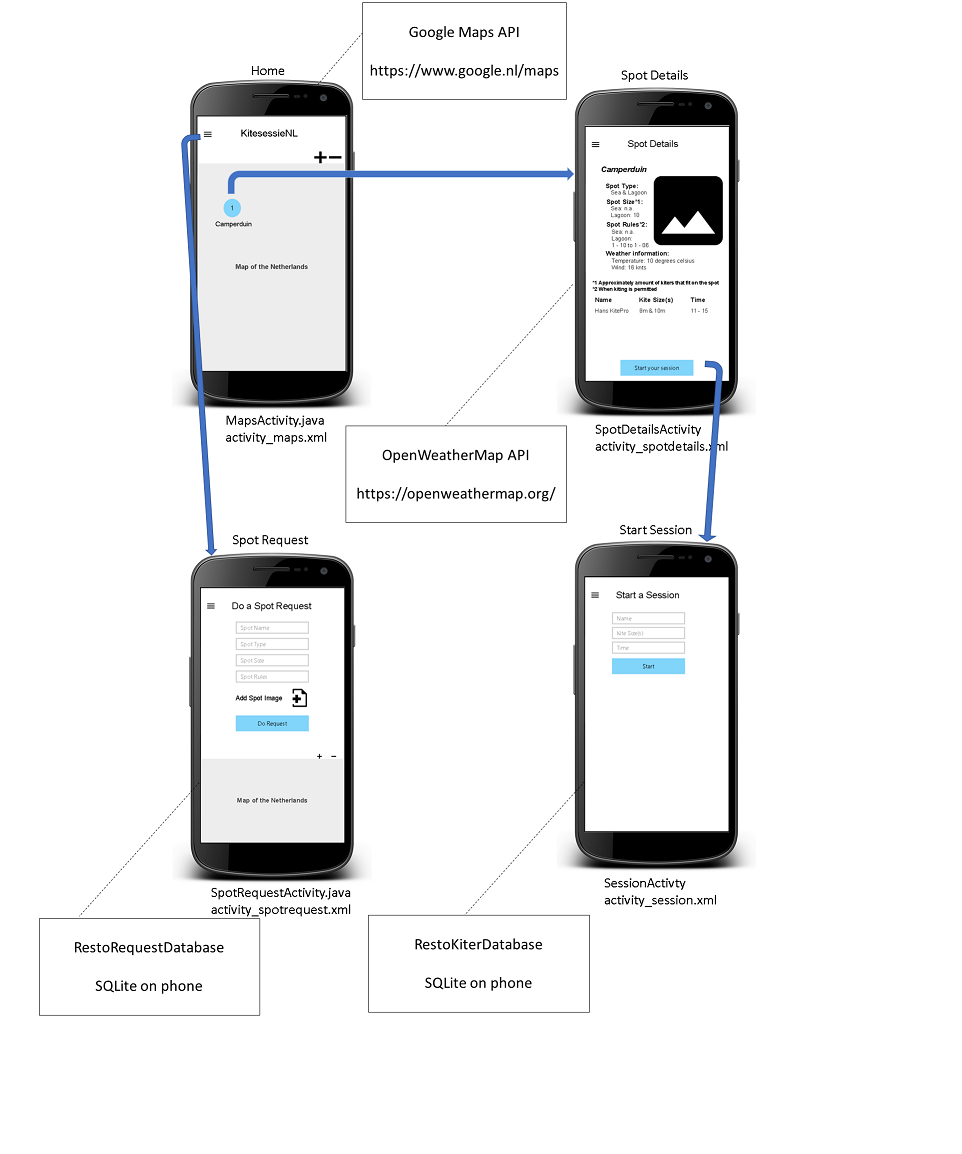 Google Maps API
https://www.google.nl/maps
Home
KitesessieNL
1
Camperduin
Map of the Netherlands
MapsActivity.java
activity_maps.xml
Spot Details
Spot Details
Camperduin
Spot Type:
Sea & Lagoon
Spot Size*1:
Sea: n.a.
Lagoon: 10
Spot Rules*2:
Sea: n.a
Lagoon:
1 - 10 to 1 - 06
Weather information:
Temperature: 10 degrees celsius
Wind: 16 knts
*1 Approximately amount of kiters that fit on the spot
*2 When kiting is permitted
Name Kite Size(s) Time
Hans KitePro 8m & 10m 11 - 15
Start your session
SpotDetailsActivity
activity_spotdetails.xml
OpenWeatherMap API
https://openweathermap.org/
Spot Request
Do a Spot Request
Spot Name
Spot Type
Spot Size
Spot Rules
Add Spot Image
Do Request
+ −
Map of the Netherlands
SpotRequestActivity.java
activity_spotrequest.xml
Start Session
Start a Session
Name
Kite Size(s)
Time
Start
SessionActivty
activity_session.xml
RestoRequestDatabase
SQLite on phone
RestoKiterDatabase
SQLite on phone